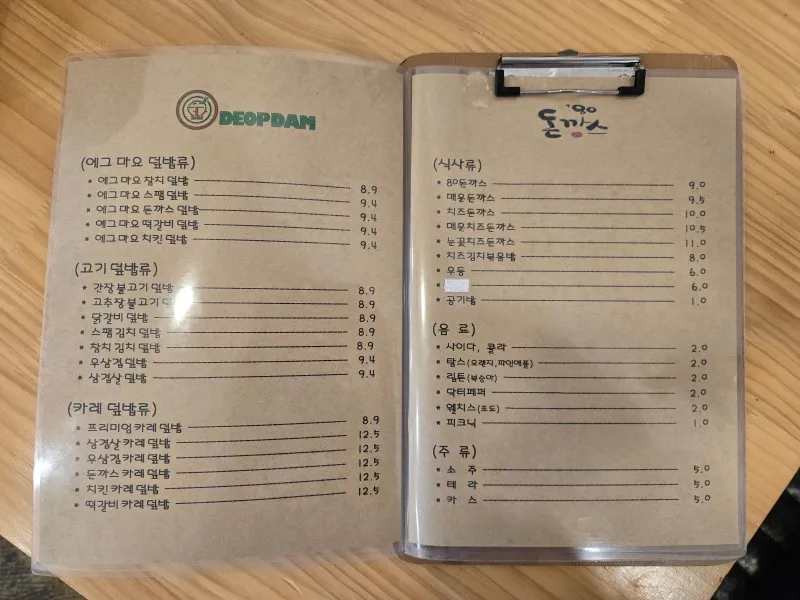 DEOPDAM
(에그 마요 덮밥류)
* 에그 마요 참치 덮밥 8.9
* 에그 마요 스팸 덮밥 9.4
* 에그 마요 돈까스 덮밥 9.4
* 에그 마요 떡갈비 덮밥 9.4
* 에그 마요 치킨 덮밥 9.4
(고기 덮밥류)
* 간장 불고기 덮밥 8.9
* 고추장 불고기 덮밥 8.9
* 닭갈비 덮밥 8.9
* 스팸 김치 덮밥 8.9
* 참치 김치 덮밥 8.9
* 우삼겹 덮밥 9.4
* 삼겹살 덮밥 9.4
(카레 덮밥류)
* 프리미엄 카레 덮밥 8.9
* 삼겹살 카레 덮밥 12.5
* 우삼겹 카레 덮밥 12.5
* 돈까스 카레 덮밥 12.5
* 치킨 카레 덮밥 12.5
* 떡갈비 카레 덮밥 12.5
'80
돈까스
(식사류)
* 80돈까스 9.0
* 매운돈까스 9.5
* 치즈돈까스 10.0
* 매운치즈돈까스 10.5
* 눈꽃치즈돈까스 11.0
* 치즈김치볶음밥 8.0
* 우동 6.0
* 6.0
* 공기밥 1.0
(음 료)
* 사이다, 콜라 2.0
* 탐스(오렌지,파인애플) 2.0
* 립톤(복숭아) 2.0
* 닥터페퍼 2.0
* 웰치스(포도) 2.0
* 피크닉 1.0
(주 류)
* 소 주 5.0
* 테 라 5.0
* 카 스 5.0